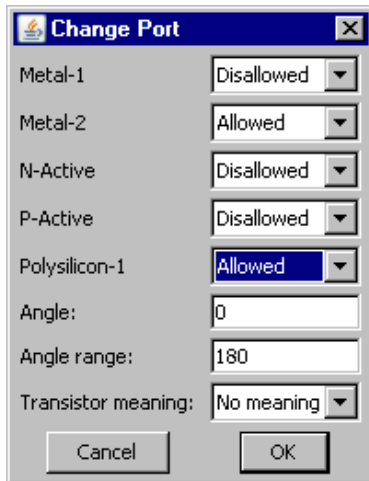 Change Port
Metal-1 Disallowed
Metal-2 Allowed
N-Active Disallowed
P-Active Disallowed
Polysilicon-1 Allowed
Angle: 0
Angle range: 180
Transistor meaning: No meaning
Cancel OK